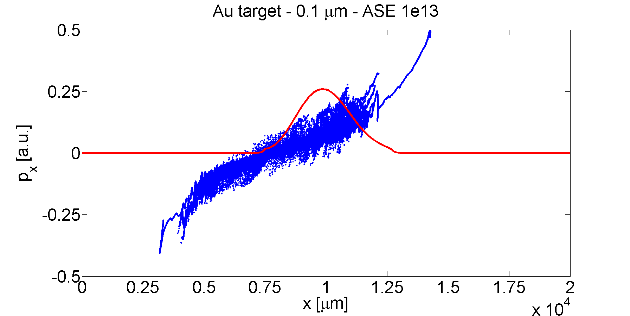 Au target - 0.1 μm - ASE 1e13
0.5
0.25
0
-0.25
-0.5
p_x [a.u.]
0 0.25 0.5 0.75 1 1.25 1.5 1.75 2
x [μm]
x 10^4